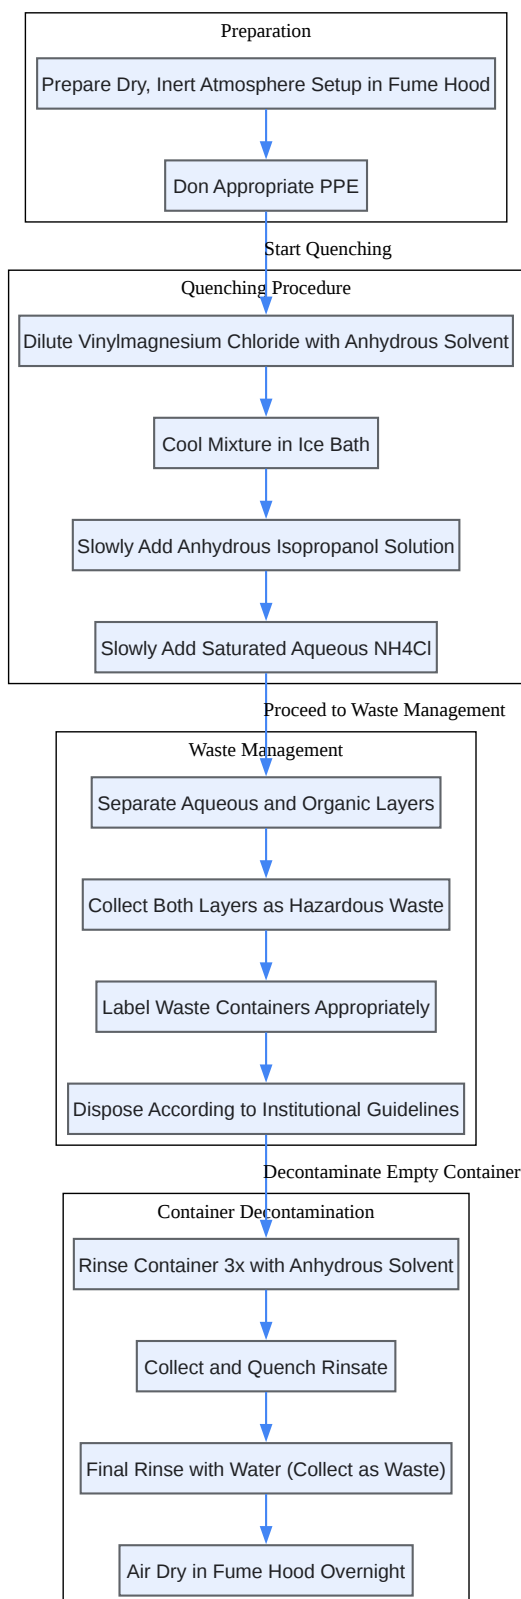 Preparation
Prepare Dry, Inert Atmosphere Setup in Fume Hood
Don Appropriate PPE
Start Quenching
Quenching Procedure
Dilute Vinylmagnesium Chloride with Anhydrous Solvent
Cool Mixture in Ice Bath
Slowly Add Anhydrous Isopropanol Solution
Slowly Add Saturated Aqueous NH4Cl
Proceed to Waste Management
Waste Management
Separate Aqueous and Organic Layers
Collect Both Layers as Hazardous Waste
Label Waste Containers Appropriately
Dispose According to Institutional Guidelines
Decontaminate Empty Container
Container Decontamination
Rinse Container 3x with Anhydrous Solvent
Collect and Quench Rinsate
Final Rinse with Water (Collect as Waste)
Air Dry in Fume Hood Overnight